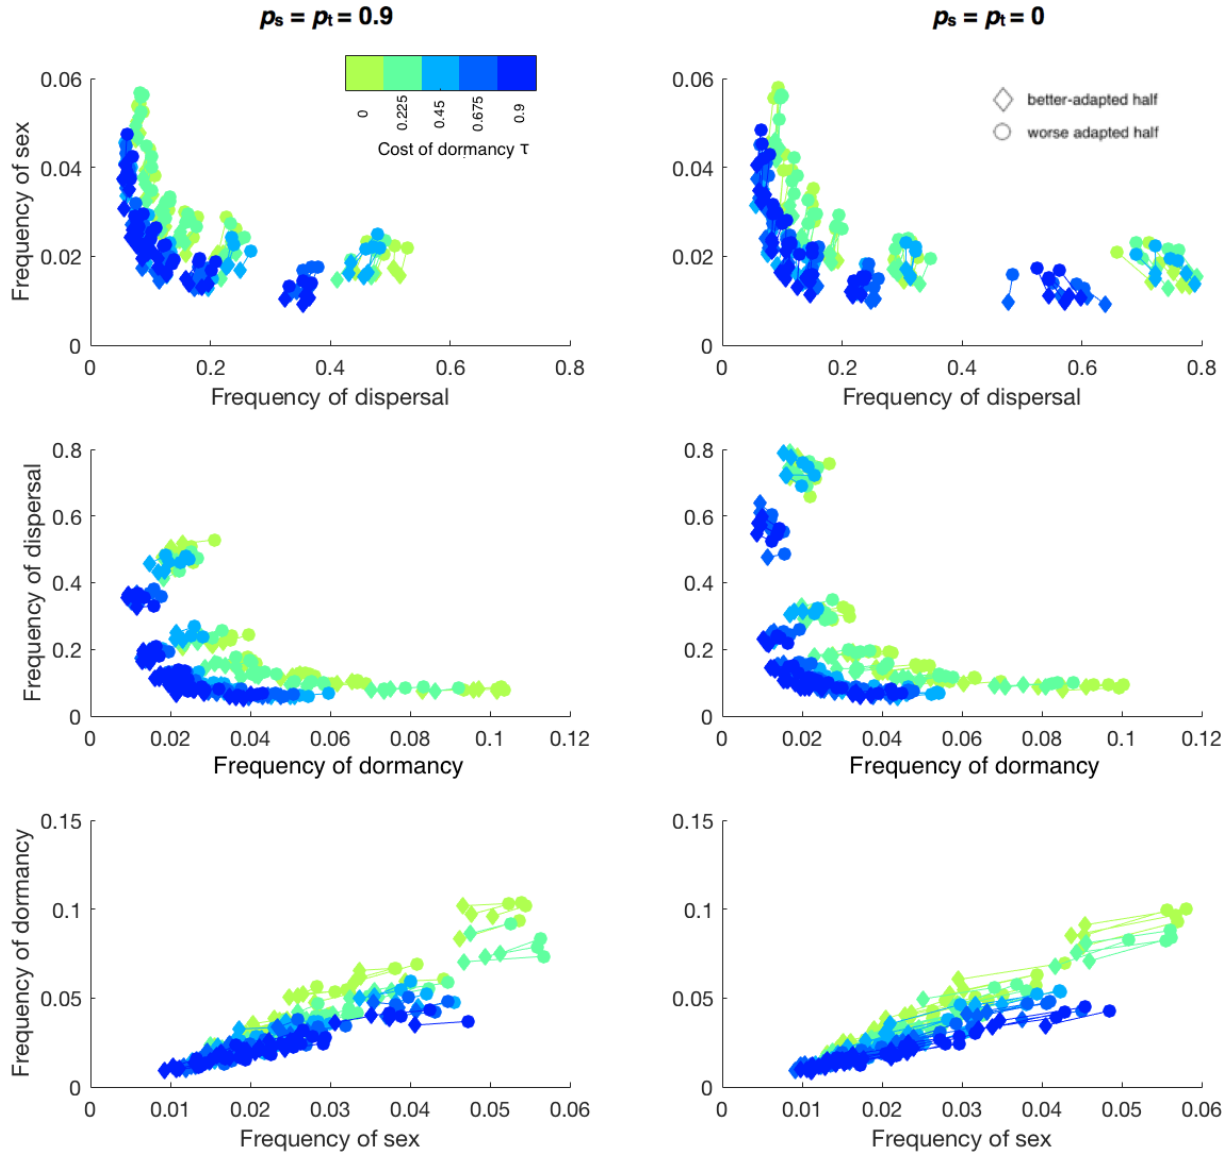 ps = pt = 0.9
ps = pt = 0
0 0.225 0.45 0.675 0.9
Cost of dormancy τ
better-adapted half
worse adapted half
Frequency of sex
0.06
0.04
0.02
0
0 0.2 0.4 0.6 0.8
Frequency of dispersal
0.06
0.04
0.02
0
0 0.2 0.4 0.6 0.8
Frequency of dispersal
Frequency of dispersal
0.8
0.6
0.4
0.2
0
0 0.02 0.04 0.06 0.08 0.1 0.12
Frequency of dormancy
0.8
0.6
0.4
0.2
0
0 0.02 0.04 0.06 0.08 0.1 0.12
Frequency of dormancy
Frequency of dormancy
0.15
0.1
0.05
0
0 0.01 0.02 0.03 0.04 0.05 0.06
Frequency of sex
0.15
0.1
0.05
0
0 0.01 0.02 0.03 0.04 0.05 0.06
Frequency of sex